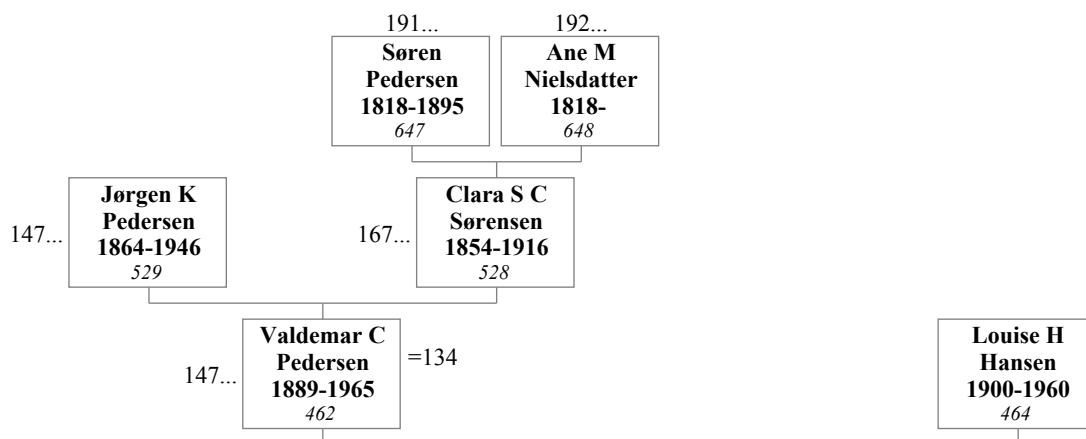 191...
192...
Søren
Pedersen
1818-1895
647
Ane M
Nielsdatter
1818-
648
147...
Jørgen K
Pedersen
1864-1946
529
167...
Clara S C
Sørensen
1854-1916
528
147...
Valdemar C
Pedersen
1889-1965
462
=134
Louise H
Hansen
1900-1960
464